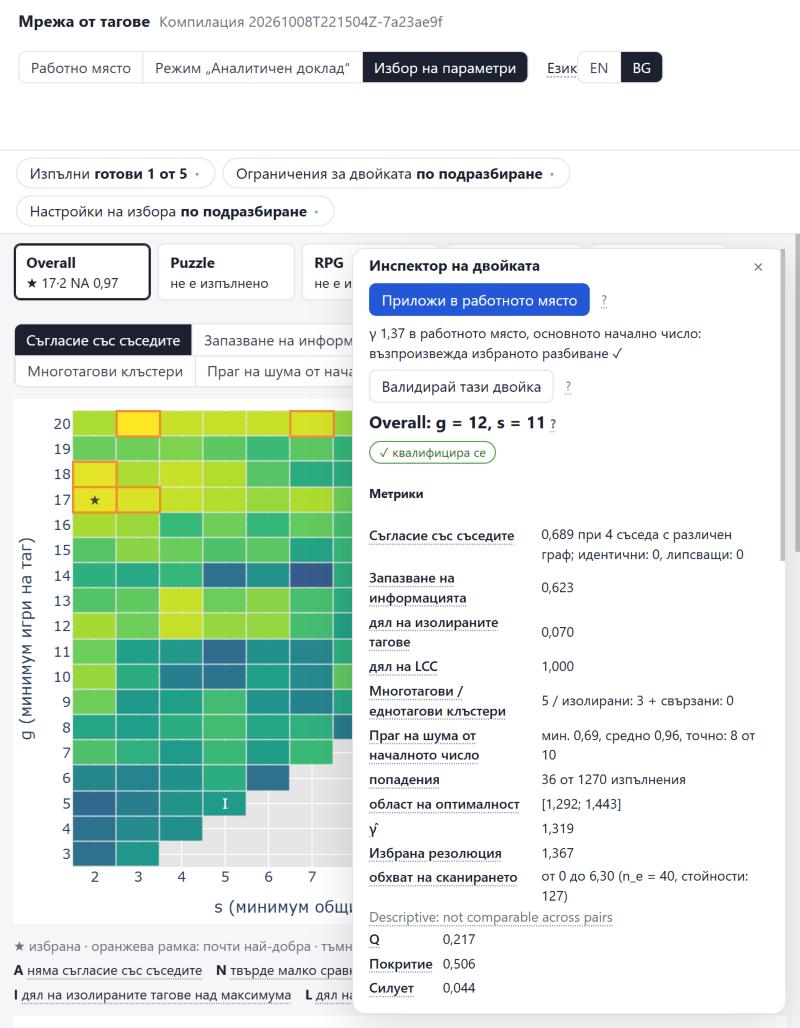 Мрежа от тагове Компилация 20261008T221504Z-7a23ae9f
Работно място Режим „Аналитичен доклад“ Избор на параметри Език EN BG
Изпълни готови 1 от 5 Ограничения за двойката по подразбиране
Настройки на избора по подразбиране
Overall
★ 17·2 NA 0,97
Puzzle
не е изпълнено
RPG
не е и
Съгласие със съседите Запазване на информ
Многотагови клъстери Праг на шума от нача
20
19
18
17 ★
16
15
14
13
12
11
10
9
8
7
6
5 I
4
3
2 3 4 5 6 7
g (минимум игри на таг)
s (минимум общи
★ избрана · оранжева рамка: почти най-добра · тъмн
A няма съгласие със съседите N твърде малко срав
I дял на изолираните тагове над максимума L дял на
Инспектор на двойката ×
Приложи в работното място ?
γ 1,37 в работното място, основното начално число:
възпроизвежда избраното разбиване ✓
Валидирай тази двойка ?
Overall: g = 12, s = 11 ?
✓ квалифицира се
Метрики
Съгласие със съседите 0,689 при 4 съседа с различен
граф; идентични: 0, липсващи: 0
Запазване на
информацията 0,623
дял на изолираните
тагове 0,070
дял на LCC 1,000
Многотагови /
еднотагови клъстери 5 / изолирани: 3 + свързани: 0
Праг на шума от
началното число мин. 0,69, средно 0,96, точно: 8 от
10
попадения 36 от 1270 изпълнения
област на оптималност [1,292; 1,443]
γ̂ 1,319
Избрана резолюция 1,367
обхват на сканирането от 0 до 6,30 (n_e = 40, стойности:
127)
Descriptive: not comparable across pairs
Q 0,217
Покритие 0,506
Силует 0,044